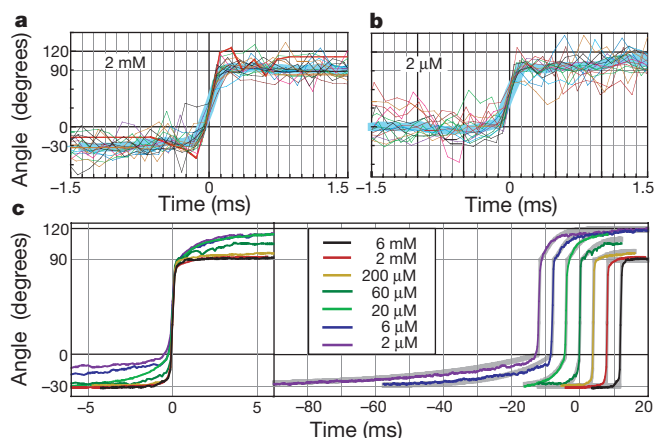 a
b
120
90
2 mM
2 µM
0
−30
Angle (degrees)
−1.5 0 1.5 −1.5 0 1.5
Time (ms) Time (ms)
c
120
90
0
−30
Angle (degrees)
6 mM
2 mM
200 µM
60 µM
20 µM
6 µM
2 µM
−5 0 5 −80 −60 −40 −20 0 20
Time (ms)